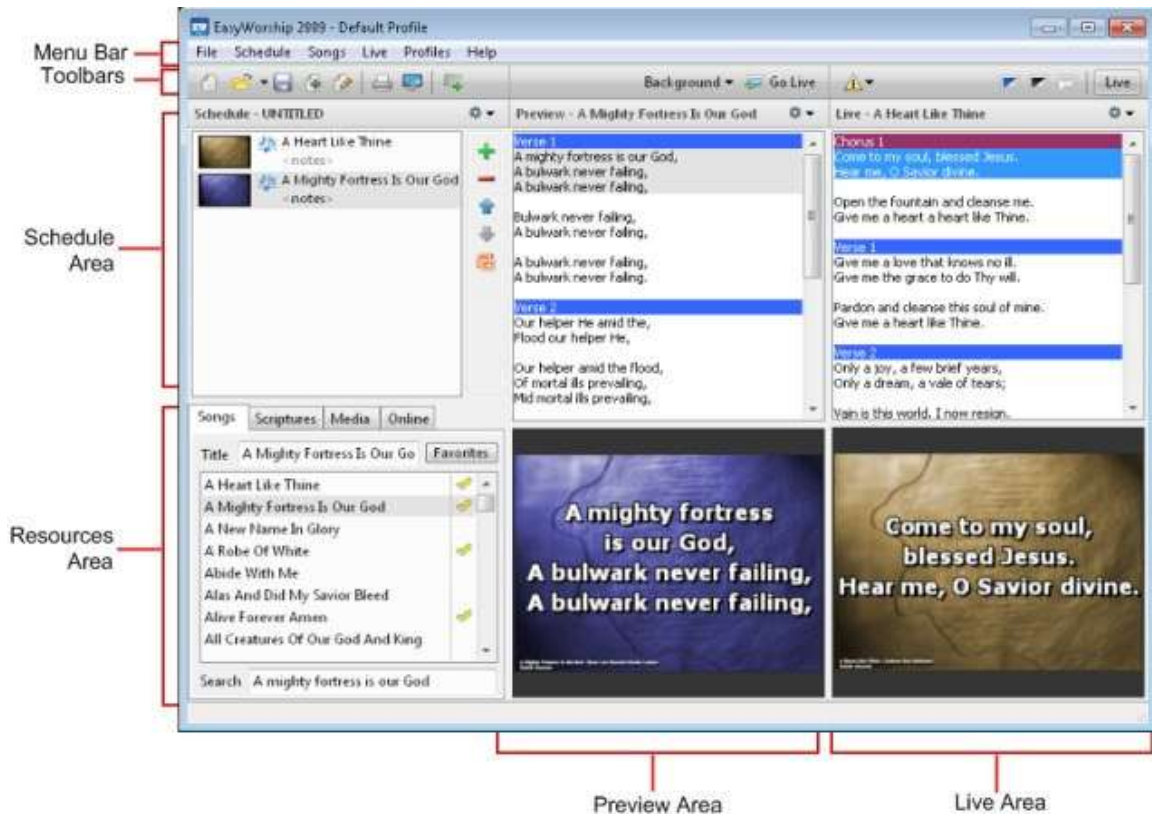 EasyWorship 2009 - Default Profile
Menu Bar
File Schedule Songs Live Profiles Help
Toolbars
Background Go Live
Live
Schedule - UNTITLED
Preview - A Mighty Fortress Is Our God
Live - A Heart Like Thine
Schedule Area
A Heart Like Thine
<notes>
A Mighty Fortress Is Our God
<notes>
Verse 1
A mighty fortress is our God,
A bulwark never failing,
A bulwark never failing,
Bulwark never failing,
A bulwark never failing,
A bulwark never failing,
A bulwark never failing.
Verse 2
Our helper He amid the,
Flood our helper He,
Our helper amid the flood,
Of mortal ills prevailing,
Mid mortal ills prevailing,
Chorus 1
Come to my soul, blessed Jesus.
Hear me, O Savior divine.
Open the fountain and cleanse me.
Give me a heart a heart like Thine.
Verse 1
Give me a love that knows no ill.
Give me the grace to do Thy will.
Pardon and cleanse this soul of mine.
Give me a heart like Thine.
Verse 2
Only a joy, a few brief years,
Only a dream, a vale of tears;
Vain is this world, I now resign.
Resources Area
Songs Scriptures Media Online
Title A Mighty Fortress Is Our Go Favorites
A Heart Like Thine
A Mighty Fortress Is Our God
A New Name In Glory
A Robe Of White
Abide With Me
Alas And Did My Savior Bleed
Alive Forever Amen
All Creatures Of Our God And King
Search A mighty fortress is our God
A mighty fortress
is our God,
A bulwark never failing,
A bulwark never failing,
Come to my soul,
blessed Jesus.
Hear me, O Savior divine.
Preview Area
Live Area